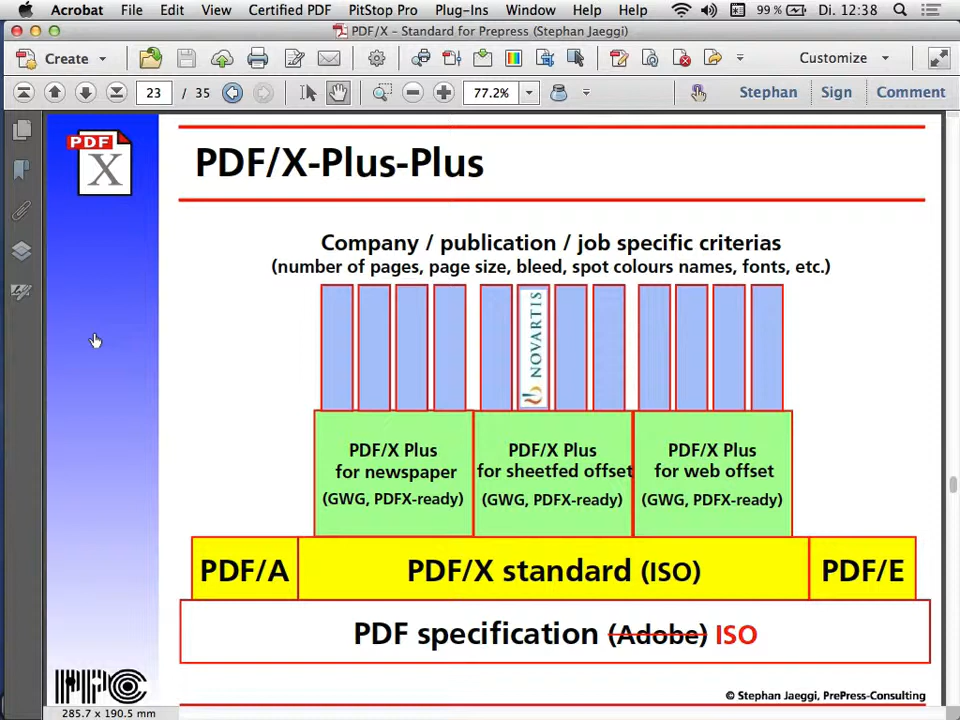 Acrobat File Edit View Certified PDF PitStop Pro Plug-Ins Window Help Help 99 % Di. 12:38
PDF/X - Standard for Prepress (Stephan Jaeggi)
Create Customize
23 / 35 77.2% Stephan Sign Comment
PDF
X
PDF/X-Plus-Plus
Company / publication / job specific criterias
(number of pages, page size, bleed, spot colours names, fonts, etc.)
NOVARTIS
PDF/X Plus
for newspaper
(GWG, PDFX-ready)
PDF/X Plus
for sheetfed offset
(GWG, PDFX-ready)
PDF/X Plus
for web offset
(GWG, PDFX-ready)
PDF/A PDF/X standard (ISO) PDF/E
PDF specification (Adobe) ISO
PPC
© Stephan Jaeggi, PrePress-Consulting
285.7 x 190.5 mm